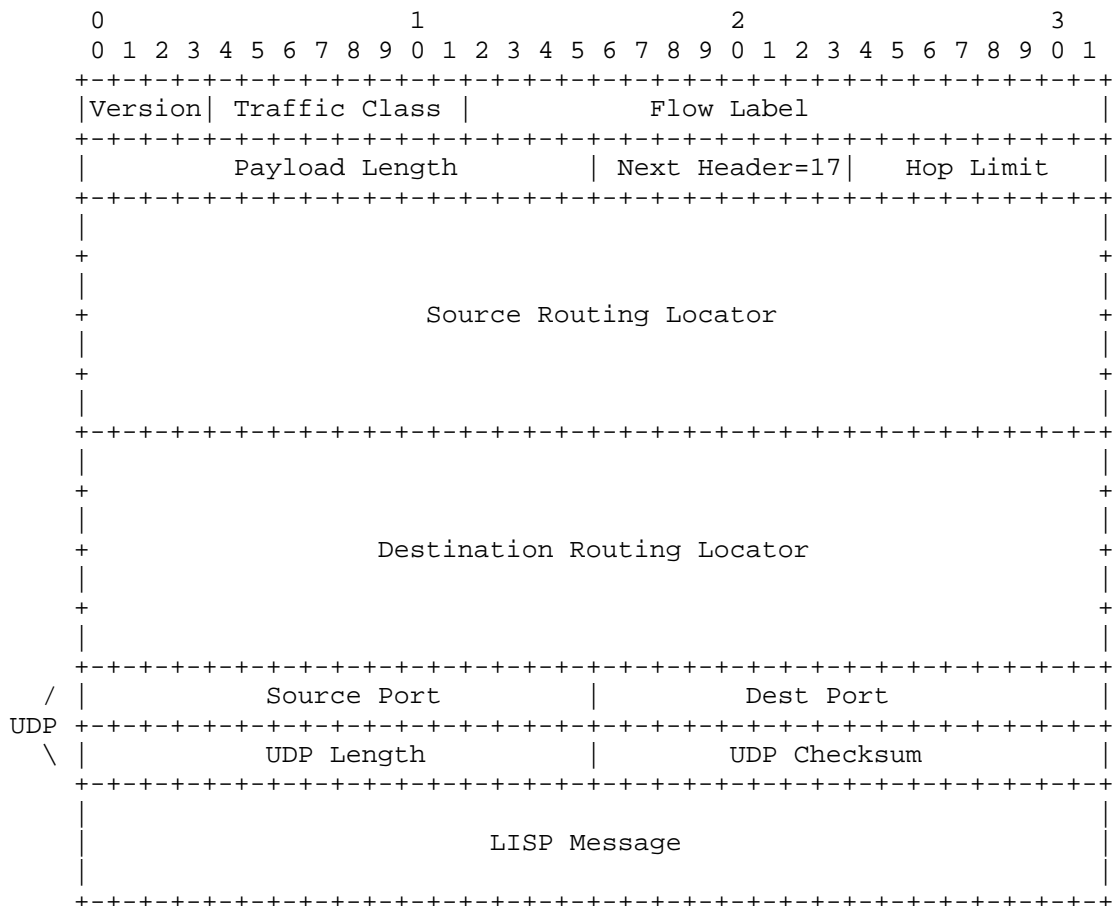 0                   1                   2                   3
0 1 2 3 4 5 6 7 8 9 0 1 2 3 4 5 6 7 8 9 0 1 2 3 4 5 6 7 8 9 0 1
+-+-+-+-+-+-+-+-+-+-+-+-+-+-+-+-+-+-+-+-+-+-+-+-+-+-+-+-+-+-+-+-+
|Version| Traffic Class |           Flow Label                  |
+-+-+-+-+-+-+-+-+-+-+-+-+-+-+-+-+-+-+-+-+-+-+-+-+-+-+-+-+-+-+-+-+
|         Payload Length        | Next Header=17|   Hop Limit   |
+-+-+-+-+-+-+-+-+-+-+-+-+-+-+-+-+-+-+-+-+-+-+-+-+-+-+-+-+-+-+-+-+
|                                                               |
+                                                               +
|                                                               |
+                     Source Routing Locator                    +
|                                                               |
+                                                               +
|                                                               |
+-+-+-+-+-+-+-+-+-+-+-+-+-+-+-+-+-+-+-+-+-+-+-+-+-+-+-+-+-+-+-+-+
|                                                               |
+                                                               +
|                                                               |
+                  Destination Routing Locator                  +
|                                                               |
+                                                               +
|                                                               |
+-+-+-+-+-+-+-+-+-+-+-+-+-+-+-+-+-+-+-+-+-+-+-+-+-+-+-+-+-+-+-+-+
/ |           Source Port         |         Dest Port             |
UDP +-+-+-+-+-+-+-+-+-+-+-+-+-+-+-+-+-+-+-+-+-+-+-+-+-+-+-+-+-+-+-+-+
\ |           UDP Length          |        UDP Checksum           |
+-+-+-+-+-+-+-+-+-+-+-+-+-+-+-+-+-+-+-+-+-+-+-+-+-+-+-+-+-+-+-+-+
|                                                               |
|                         LISP Message                          |
|                                                               |
+-+-+-+-+-+-+-+-+-+-+-+-+-+-+-+-+-+-+-+-+-+-+-+-+-+-+-+-+-+-+-+-+